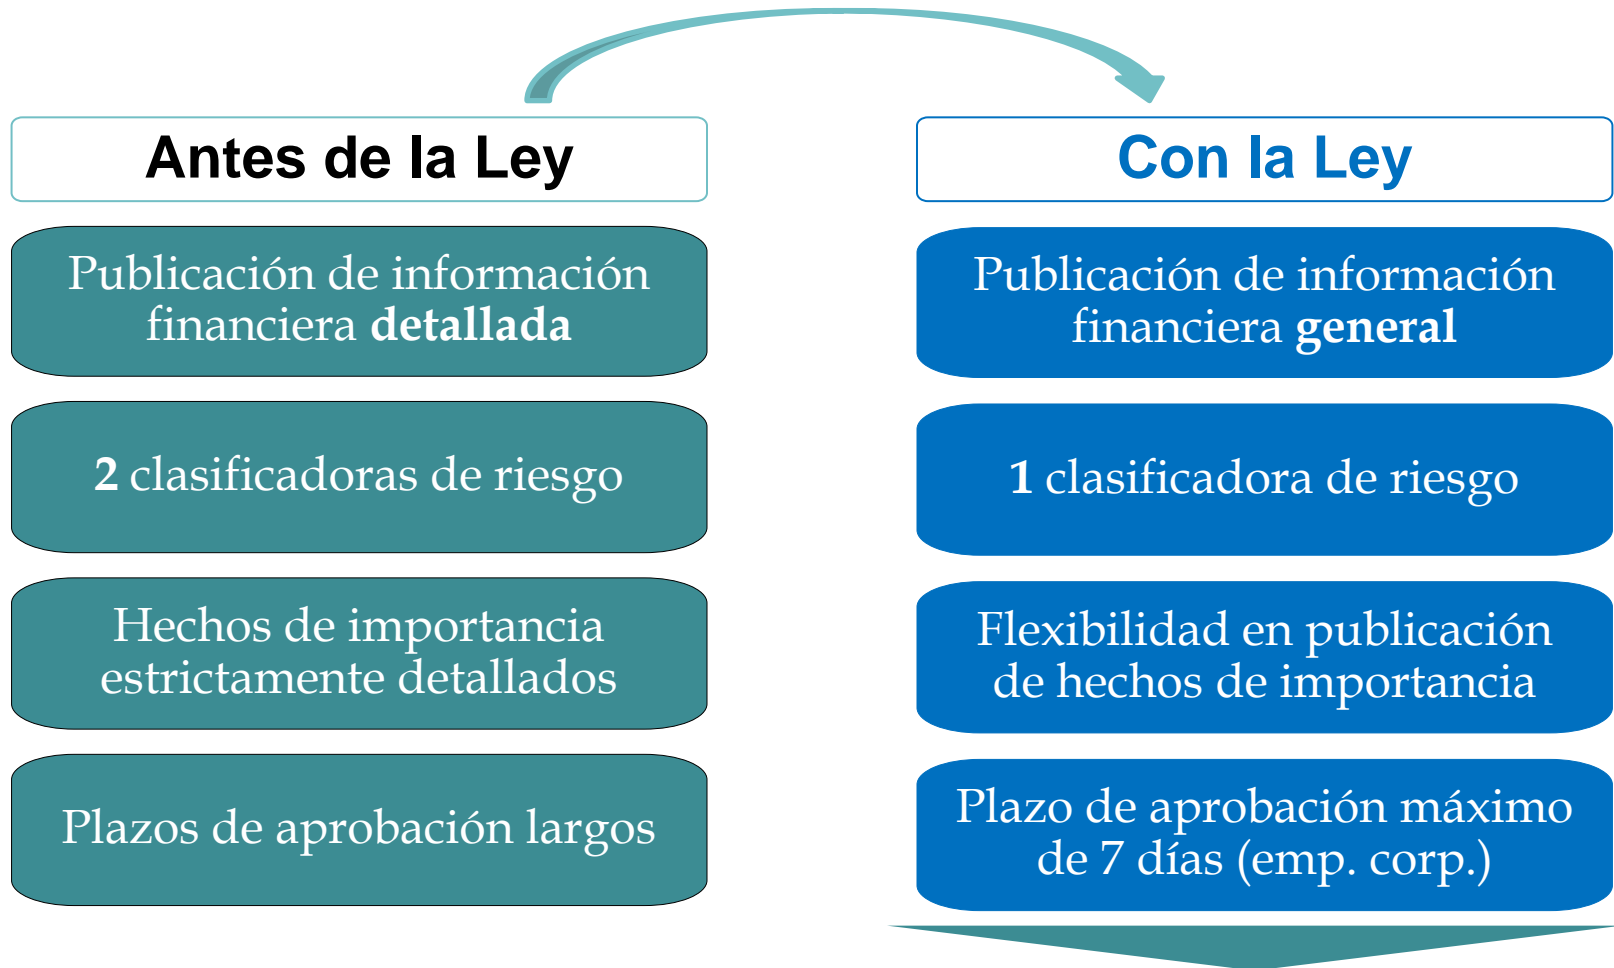 Antes de la Ley
Publicación de información
financiera detallada
2 clasificadoras de riesgo
Hechos de importancia
estrictamente detallados
Plazos de aprobación largos
Con la Ley
Publicación de información
financiera general
1 clasificadora de riesgo
Flexibilidad en publicación
de hechos de importancia
Plazo de aprobación máximo
de 7 días (emp. corp.)